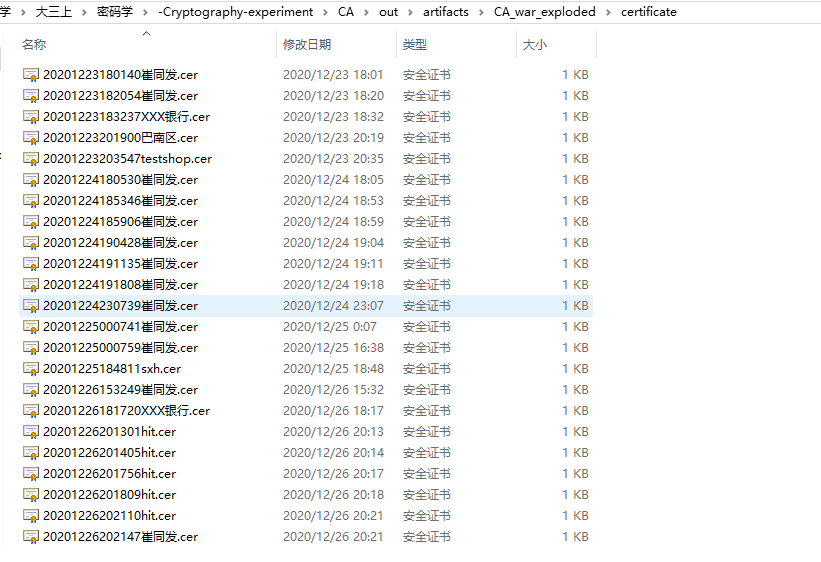 学 › 大三上 › 密码学 › -Cryptography-experiment › CA › out › artifacts › CA_war_exploded › certificate
名称 修改日期 类型 大小
20201223180140崔同发.cer 2020/12/23 18:01 安全证书 1 KB
20201223182054崔同发.cer 2020/12/23 18:20 安全证书 1 KB
20201223183237XXX银行.cer 2020/12/23 18:32 安全证书 1 KB
20201223201900巴南区.cer 2020/12/23 20:19 安全证书 1 KB
20201223203547testshop.cer 2020/12/23 20:35 安全证书 1 KB
20201224180530崔同发.cer 2020/12/24 18:05 安全证书 1 KB
20201224185346崔同发.cer 2020/12/24 18:53 安全证书 1 KB
20201224185906崔同发.cer 2020/12/24 18:59 安全证书 1 KB
20201224190428崔同发.cer 2020/12/24 19:04 安全证书 1 KB
20201224191135崔同发.cer 2020/12/24 19:11 安全证书 1 KB
20201224191808崔同发.cer 2020/12/24 19:18 安全证书 1 KB
20201224230739崔同发.cer 2020/12/24 23:07 安全证书 1 KB
20201225000741崔同发.cer 2020/12/25 0:07 安全证书 1 KB
20201225000759崔同发.cer 2020/12/25 16:38 安全证书 1 KB
20201225184811sxh.cer 2020/12/25 18:48 安全证书 1 KB
20201226153249崔同发.cer 2020/12/26 15:32 安全证书 1 KB
20201226181720XXX银行.cer 2020/12/26 18:17 安全证书 1 KB
20201226201301hit.cer 2020/12/26 20:13 安全证书 1 KB
20201226201405hit.cer 2020/12/26 20:14 安全证书 1 KB
20201226201756hit.cer 2020/12/26 20:17 安全证书 1 KB
20201226201809hit.cer 2020/12/26 20:18 安全证书 1 KB
20201226202110hit.cer 2020/12/26 20:21 安全证书 1 KB
20201226202147崔同发.cer 2020/12/26 20:21 安全证书 1 KB